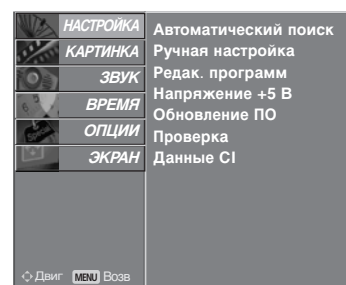 НАСТРОЙКА
КАРТИНКА
ЗВУК
ВРЕМЯ
ОПЦИИ
ЭКРАН
Автоматический поиск
Ручная настройка
Редак. программ
Напряжение +5 В
Обновление ПО
Проверка
Данные CI
Special
Двиг MENU Возв